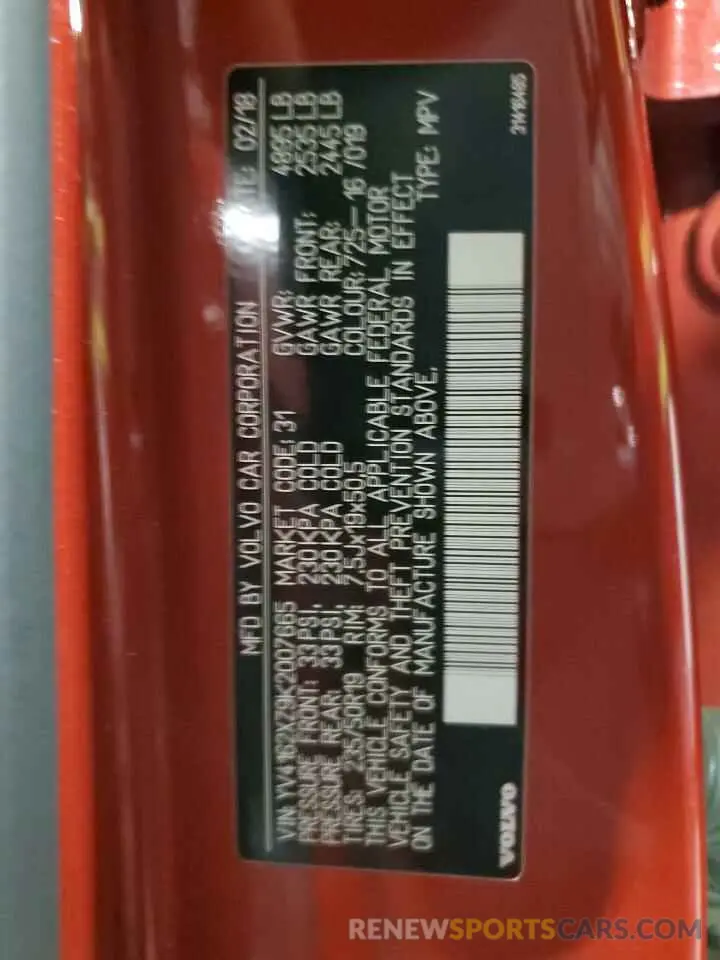 MFD BY VOLVO CAR CORPORATION 02/18
VIN: YV4162XZ9K2007665 MARKET CODE: 31 GVWR: 4895 LB
PRESSURE FRONT: 33 PSI, 230 KPA COLD GAWR FRONT: 2535 LB
PRESSURE REAR: 33 PSI, 230 KPA COLD GAWR REAR: 2445 LB
TIRES: 235/50R19 RIM: 7.5Jx19x50,5 COLOUR: 725-16 /019
THIS VEHICLE CONFORMS TO ALL APPLICABLE FEDERAL MOTOR
VEHICLE SAFETY AND THEFT PREVENTION STANDARDS IN EFFECT
ON THE DATE OF MANUFACTURE SHOWN ABOVE. TYPE: MPV
VOLVO 31416485
RENEWSPORTSCARS.COM